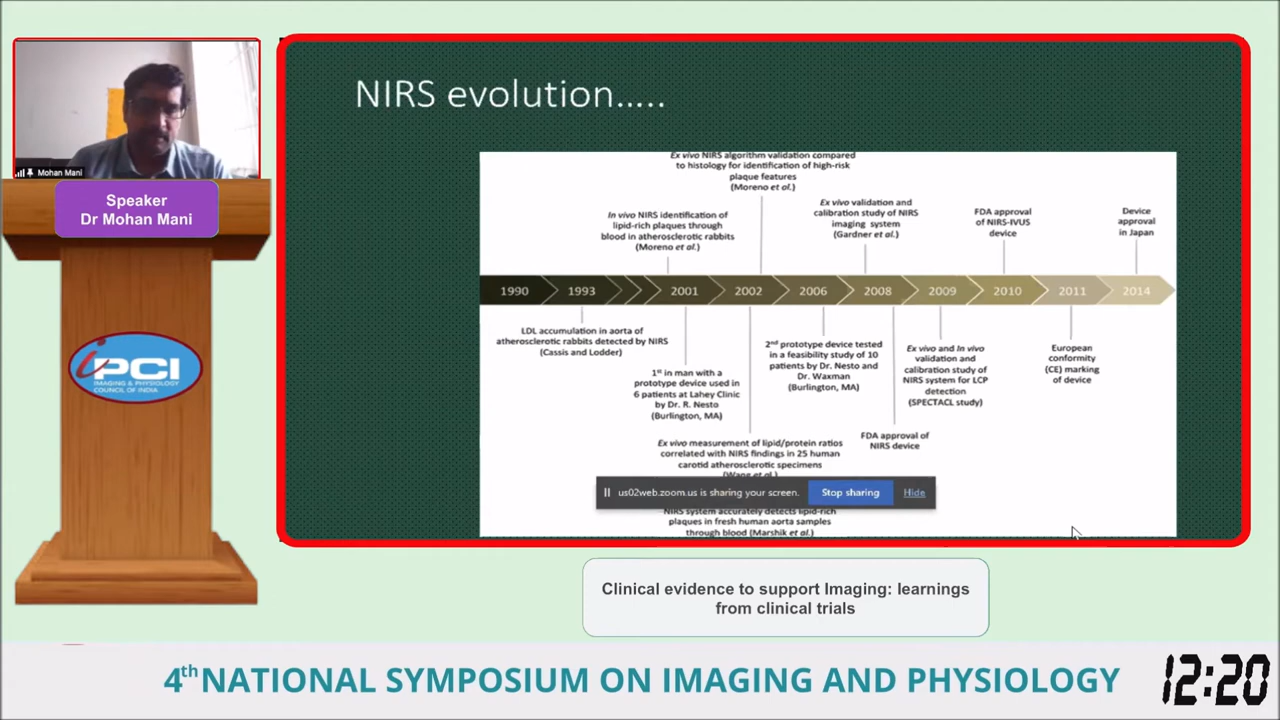 NIRS evolution.....
Mohan Mani
Speaker
Dr Mohan Mani
iPCI
IMAGING & PHYSIOLOGY
COUNCIL OF INDIA
Ex vivo NIRS algorithm validation compared
to histology for identification of high-risk
plaque features
(Moreno et al.)
In vivo NIRS identification of
lipid-rich plaques through
blood in atherosclerotic rabbits
(Moreno et al.)
Ex vivo validation and
calibration study of NIRS
imaging system
(Gardner et al.)
FDA approval
of NIRS-IVUS
device
Device
approval
in Japan
1990 1993 2001 2002 2006 2008 2009 2010 2011 2014
LDL accumulation in aorta of
atherosclerotic rabbits detected by NIRS
(Cassis and Lodder)
1st in man with a
prototype device used in
6 patients at Lahey Clinic
by Dr. R. Nesto
(Burlington, MA)
Ex vivo measurement of lipid/protein ratios
correlated with NIRS findings in 25 human
carotid atherosclerotic specimens
(Wang et al.)
NIRS system accurately detects lipid-rich
plaques in fresh human aorta samples
through blood (Marshik et al.)
2nd prototype device tested
in a feasibility study of 10
patients by Dr. Nesto and
Dr. Waxman
(Burlington, MA)
FDA approval of
NIRS device
Ex vivo and In vivo
validation and
calibration study of
NIRS system for LCP
detection
(SPECTACL study)
European
conformity
(CE) marking
of device
us02web.zoom.us is sharing your screen. Stop sharing Hide
Clinical evidence to support Imaging: learnings
from clinical trials
4th NATIONAL SYMPOSIUM ON IMAGING AND PHYSIOLOGY
12:20